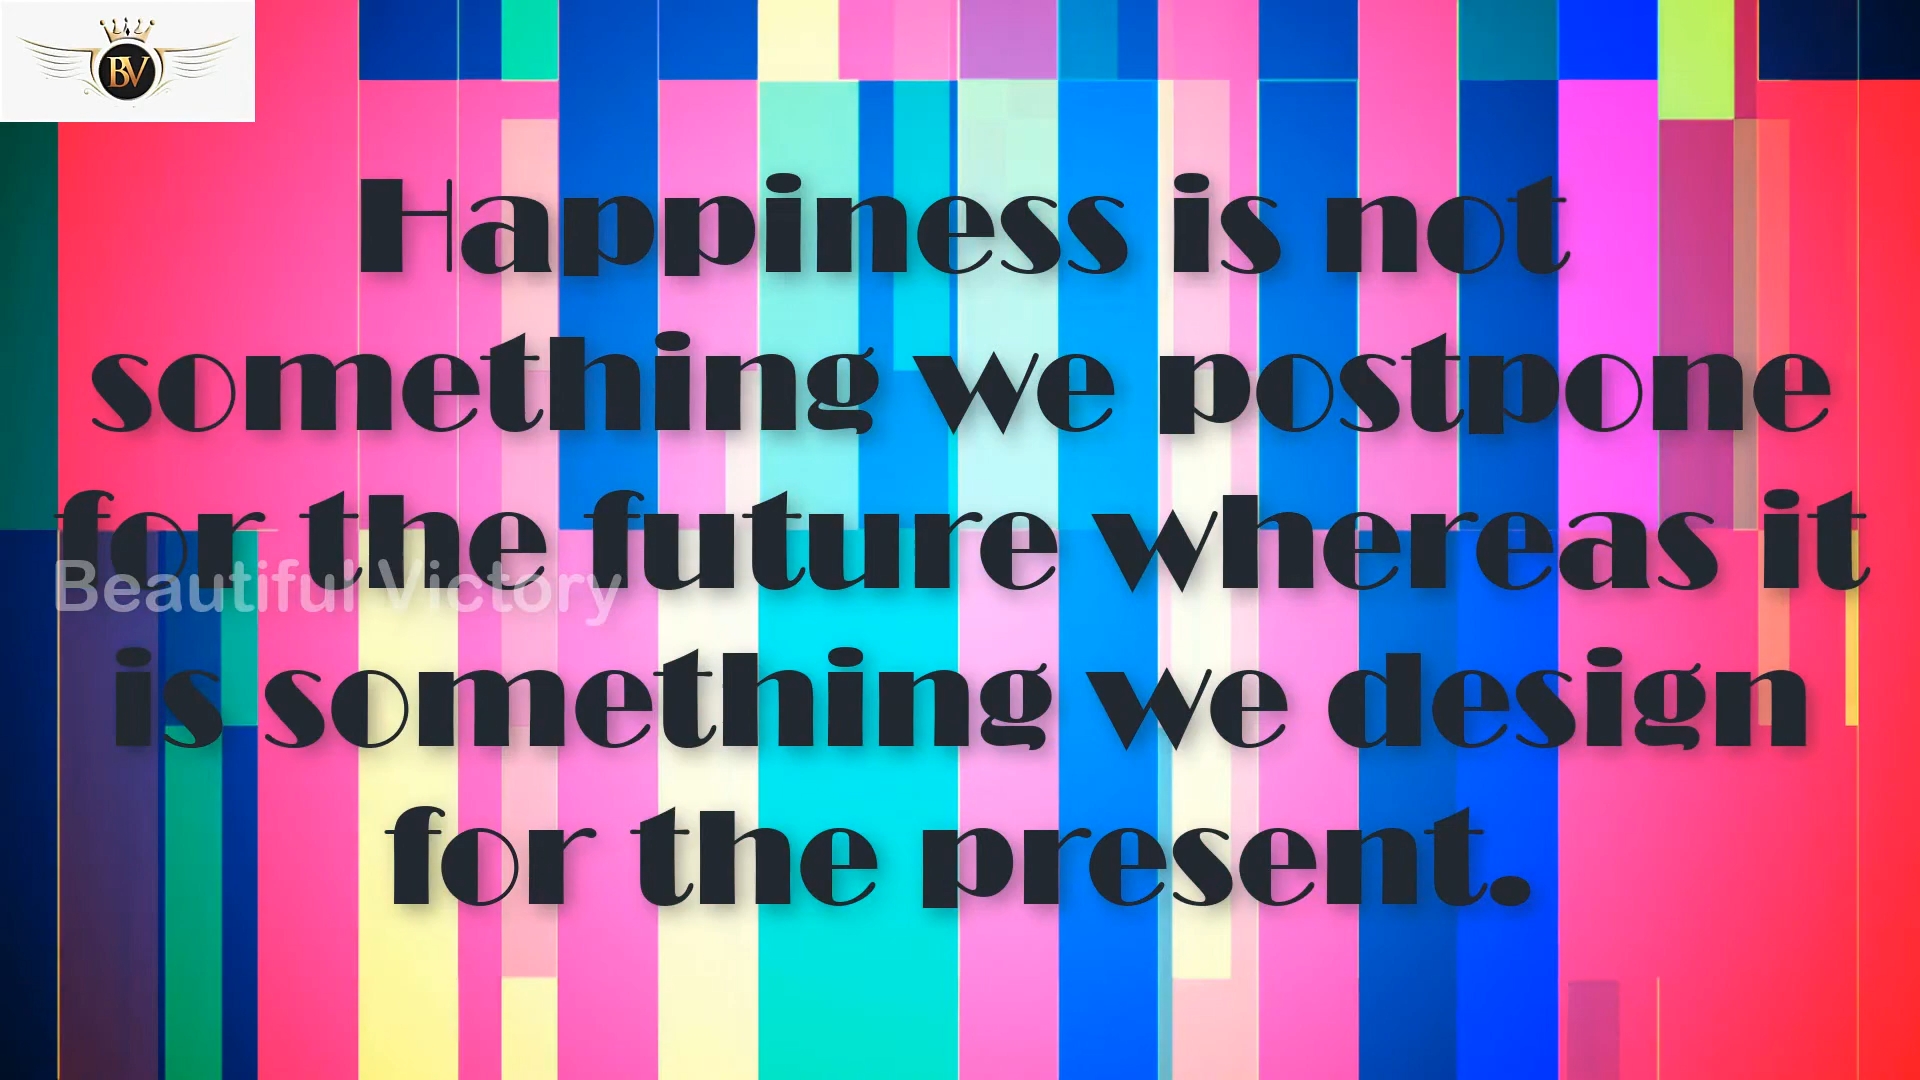 BV
Happiness is not
something we postpone
for the future whereas it
Beautiful Victory
is something we design
for the present.